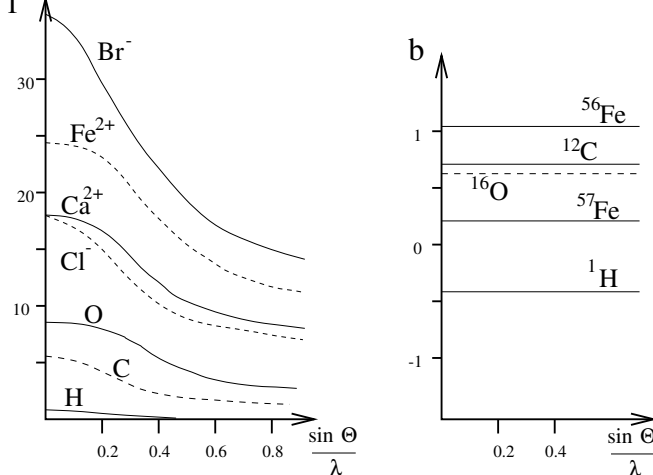 f
Br⁻
30
Fe²⁺
20
Ca²⁺
Cl⁻
10
O
C
H
0.2 0.4 0.6 0.8
sin Θ
λ
b
⁵⁶Fe
1
¹²C
¹⁶O
⁵⁷Fe
0
¹H
-1
0.2 0.4
sin Θ
λ